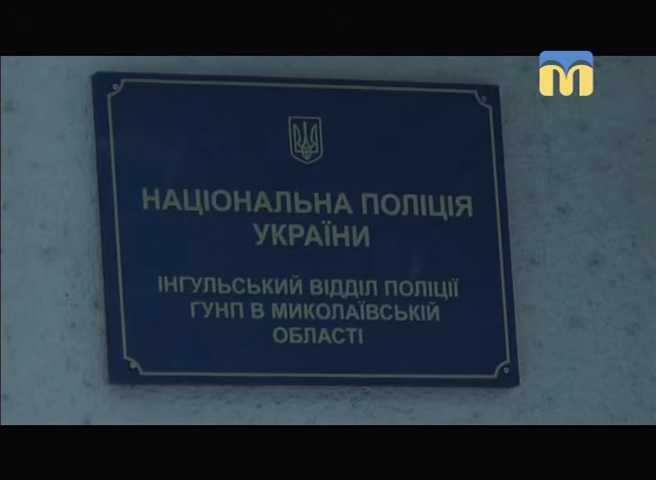 M
НАЦІОНАЛЬНА ПОЛІЦІЯ
УКРАЇНИ
ІНГУЛЬСЬКИЙ ВІДДІЛ ПОЛІЦІЇ
ГУНП В МИКОЛАЇВСЬКІЙ
ОБЛАСТІ